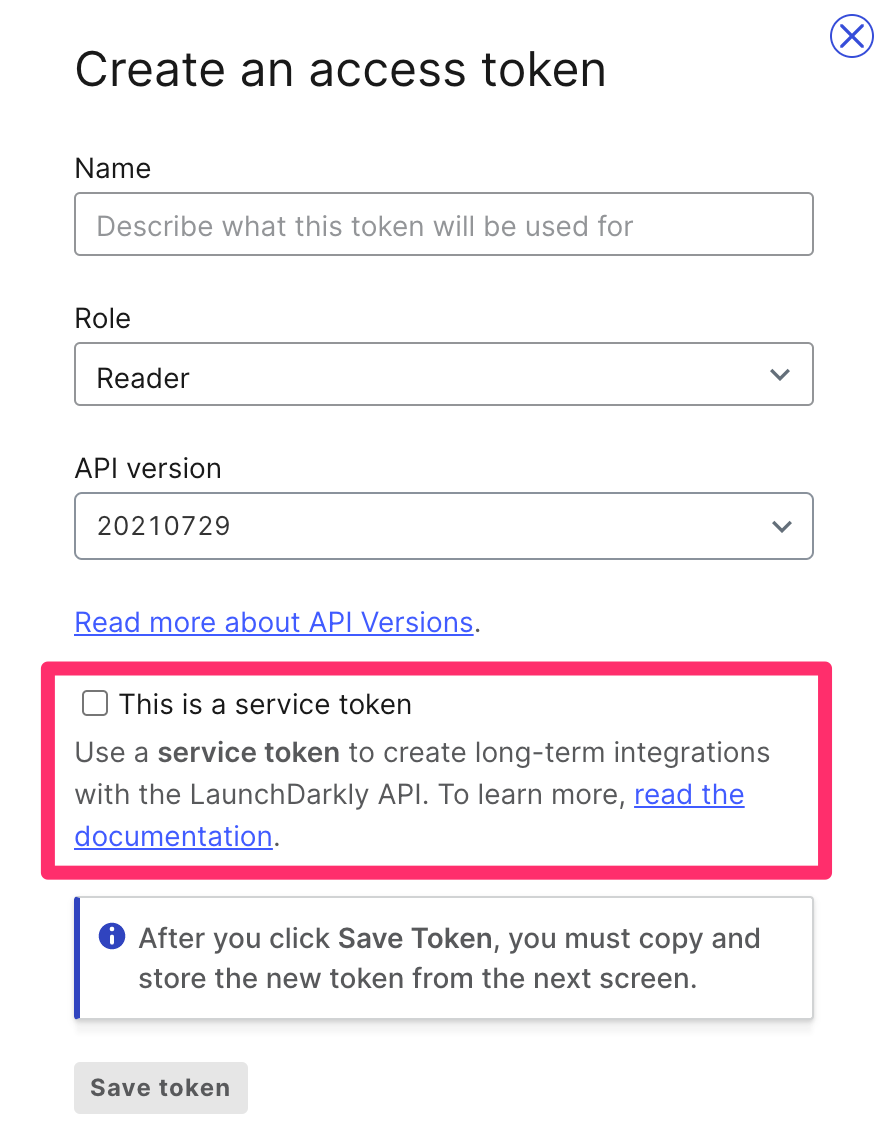 Create an access token
Name
Describe what this token will be used for
Role
Reader
API version
20210729
Read more about API Versions.
This is a service token
Use a service token to create long-term integrations
with the LaunchDarkly API. To learn more, read the
documentation.
After you click Save Token, you must copy and
store the new token from the next screen.
Save token